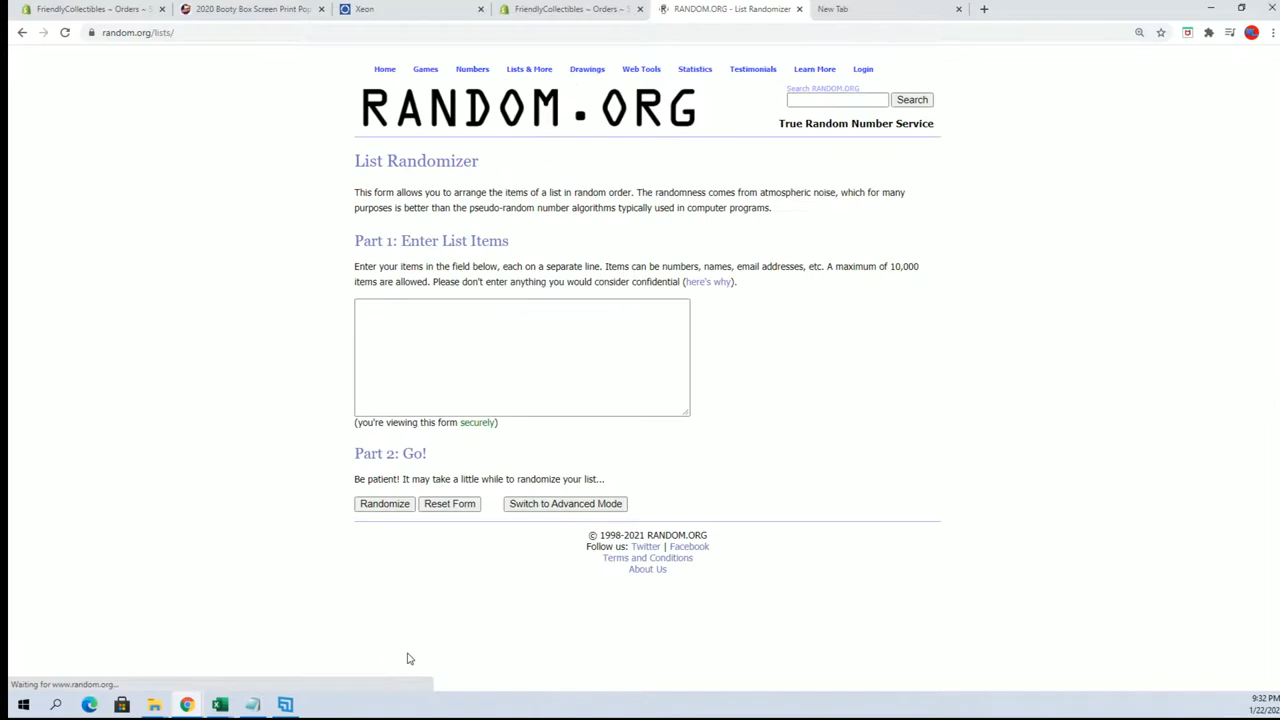 FriendlyCollectibles ~ Orders ~ S
2020 Booty Box Screen Print Pop
Xeon
FriendlyCollectibles ~ Orders ~ S
RANDOM.ORG - List Randomizer
New Tab
random.org/lists/
Home Games Numbers Lists & More Drawings Web Tools Statistics Testimonials Learn More Login
RANDOM.ORG
Search RANDOM.ORG
Search
True Random Number Service
List Randomizer
This form allows you to arrange the items of a list in random order. The randomness comes from atmospheric noise, which for many
purposes is better than the pseudo-random number algorithms typically used in computer programs.
Part 1: Enter List Items
Enter your items in the field below, each on a separate line. Items can be numbers, names, email addresses, etc. A maximum of 10,000
items are allowed. Please don't enter anything you would consider confidential (here's why).
(you're viewing this form securely)
Part 2: Go!
Be patient! It may take a little while to randomize your list...
Randomize Reset Form Switch to Advanced Mode
© 1998-2021 RANDOM.ORG
Follow us: Twitter | Facebook
Terms and Conditions
About Us
Waiting for www.random.org...
9:32 PM
1/22/202